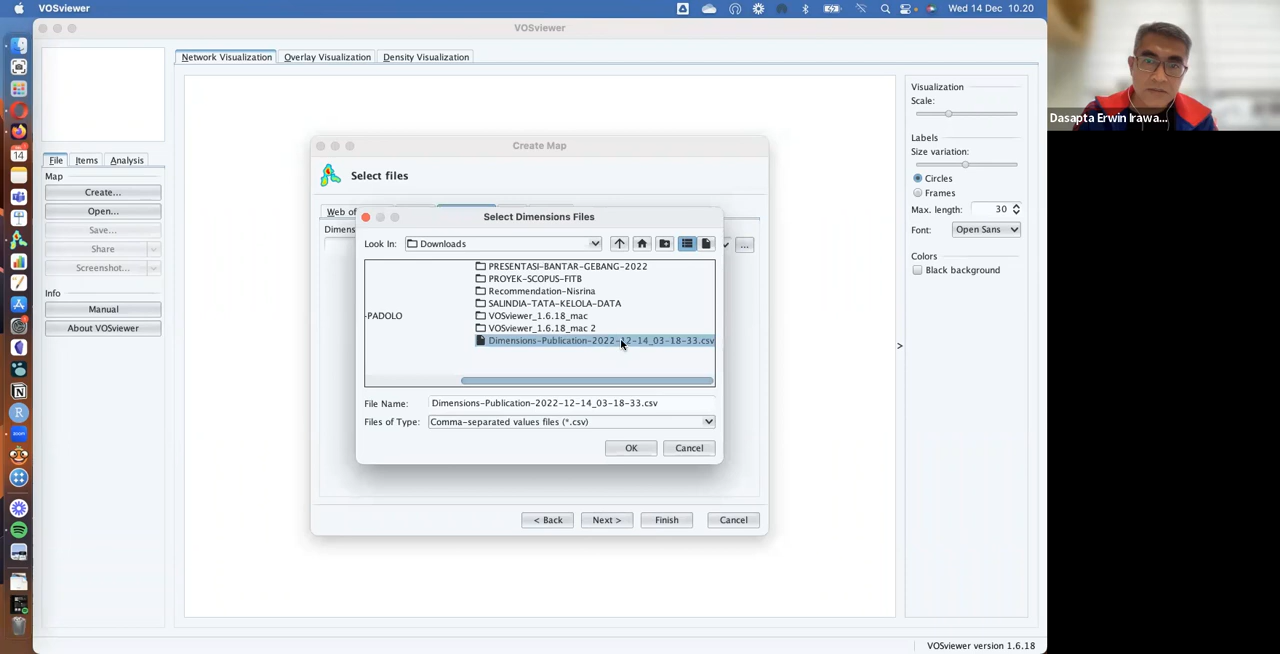 VOSviewer
Wed 14 Dec 10.20
VOSviewer
Network Visualization
Overlay Visualization
Density Visualization
File
Items
Analysis
Map
Create...
Open...
Save...
Share
Screenshot...
Info
Manual
About VOSviewer
Create Map
Select files
Web of
Dimens
Select Dimensions Files
Look In:
Downloads
PRESENTASI-BANTAR-GEBANG-2022
PROYEK-SCOPUS-FITB
Recommendation-Nisrina
SALINDIA-TATA-KELOLA-DATA
-PADOLO
VOSviewer_1.6.18_mac
VOSviewer_1.6.18_mac 2
Dimensions-Publication-2022-12-14_03-18-33.csv
File Name:
Dimensions-Publication-2022-12-14_03-18-33.csv
Files of Type:
Comma-separated values files (*.csv)
OK
Cancel
< Back
Next >
Finish
Cancel
Visualization
Scale:
Labels
Size variation:
Circles
Frames
Max. length:
30
Font:
Open Sans
Colors
Black background
>
VOSviewer version 1.6.18
Dasapta Erwin Irawa...
14